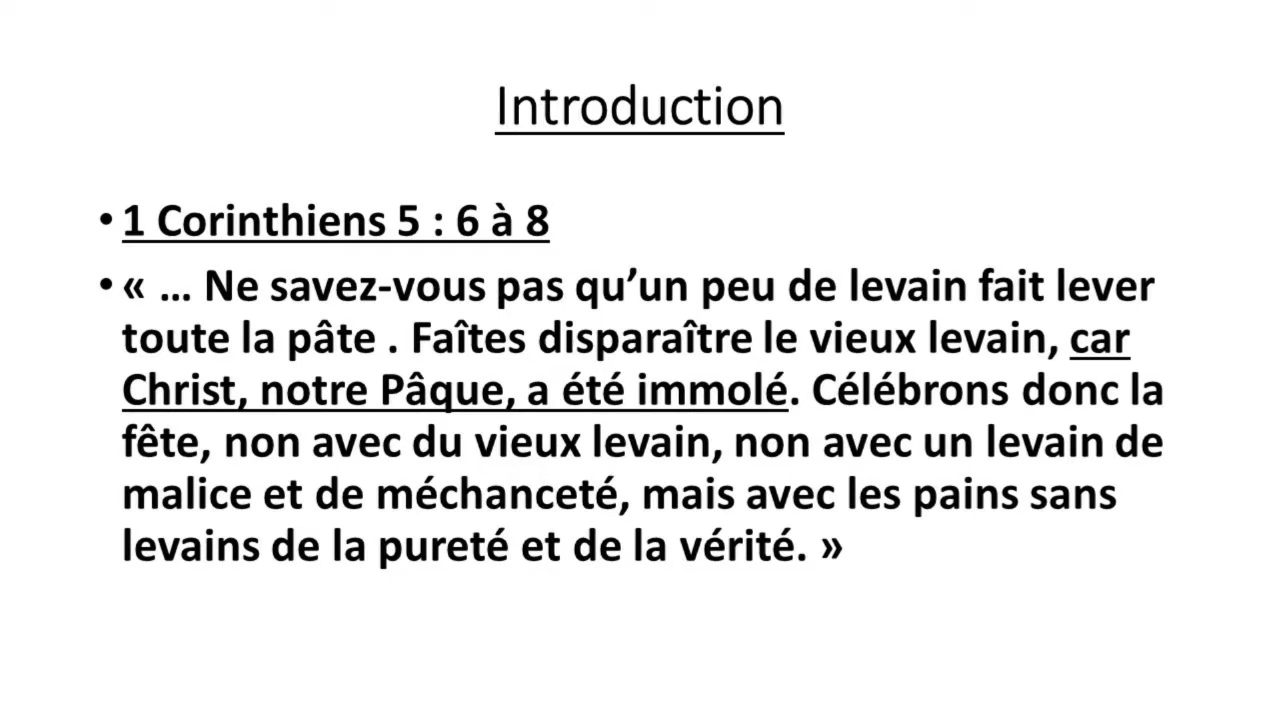 Introduction
• 1 Corinthiens 5 : 6 à 8
• « ... Ne savez-vous pas qu’un peu de levain fait lever
toute la pâte . Faîtes disparaître le vieux levain, car
Christ, notre Pâque, a été immolé. Célébrons donc la
fête, non avec du vieux levain, non avec un levain de
malice et de méchanceté, mais avec les pains sans
levains de la pureté et de la vérité. »